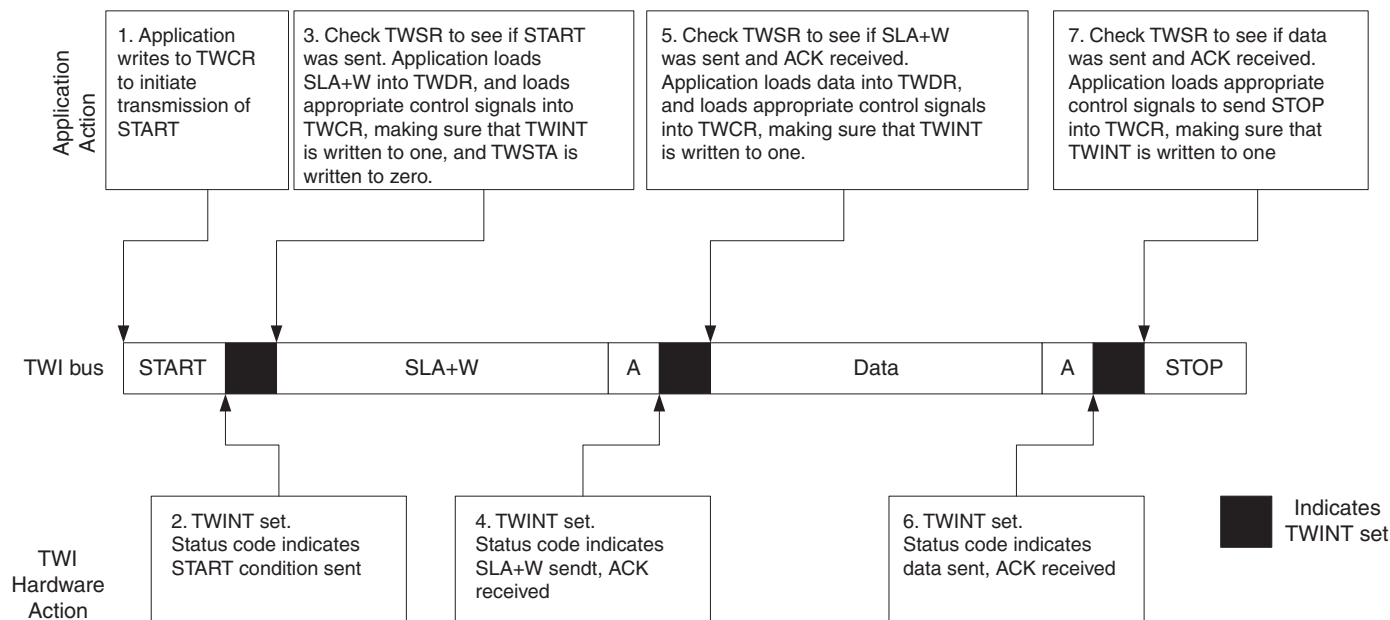 Application
Action
1. Application
writes to TWCR
to initiate
transmission of
START
3. Check TWSR to see if START
was sent. Application loads
SLA+W into TWDR, and loads
appropriate control signals into
TWCR, making sure that TWINT
is written to one, and TWSTA is
written to zero.
5. Check TWSR to see if SLA+W
was sent and ACK received.
Application loads data into TWDR,
and loads appropriate control signals
into TWCR, making sure that TWINT
is written to one.
7. Check TWSR to see if data
was sent and ACK received.
Application loads appropriate
control signals to send STOP
into TWCR, making sure that
TWINT is written to one
TWI bus
START
SLA+W
A
Data
A
STOP
2. TWINT set.
Status code indicates
START condition sent
4. TWINT set.
Status code indicates
SLA+W sendt, ACK
received
6. TWINT set.
Status code indicates
data sent, ACK received
Indicates
TWINT set
TWI
Hardware
Action